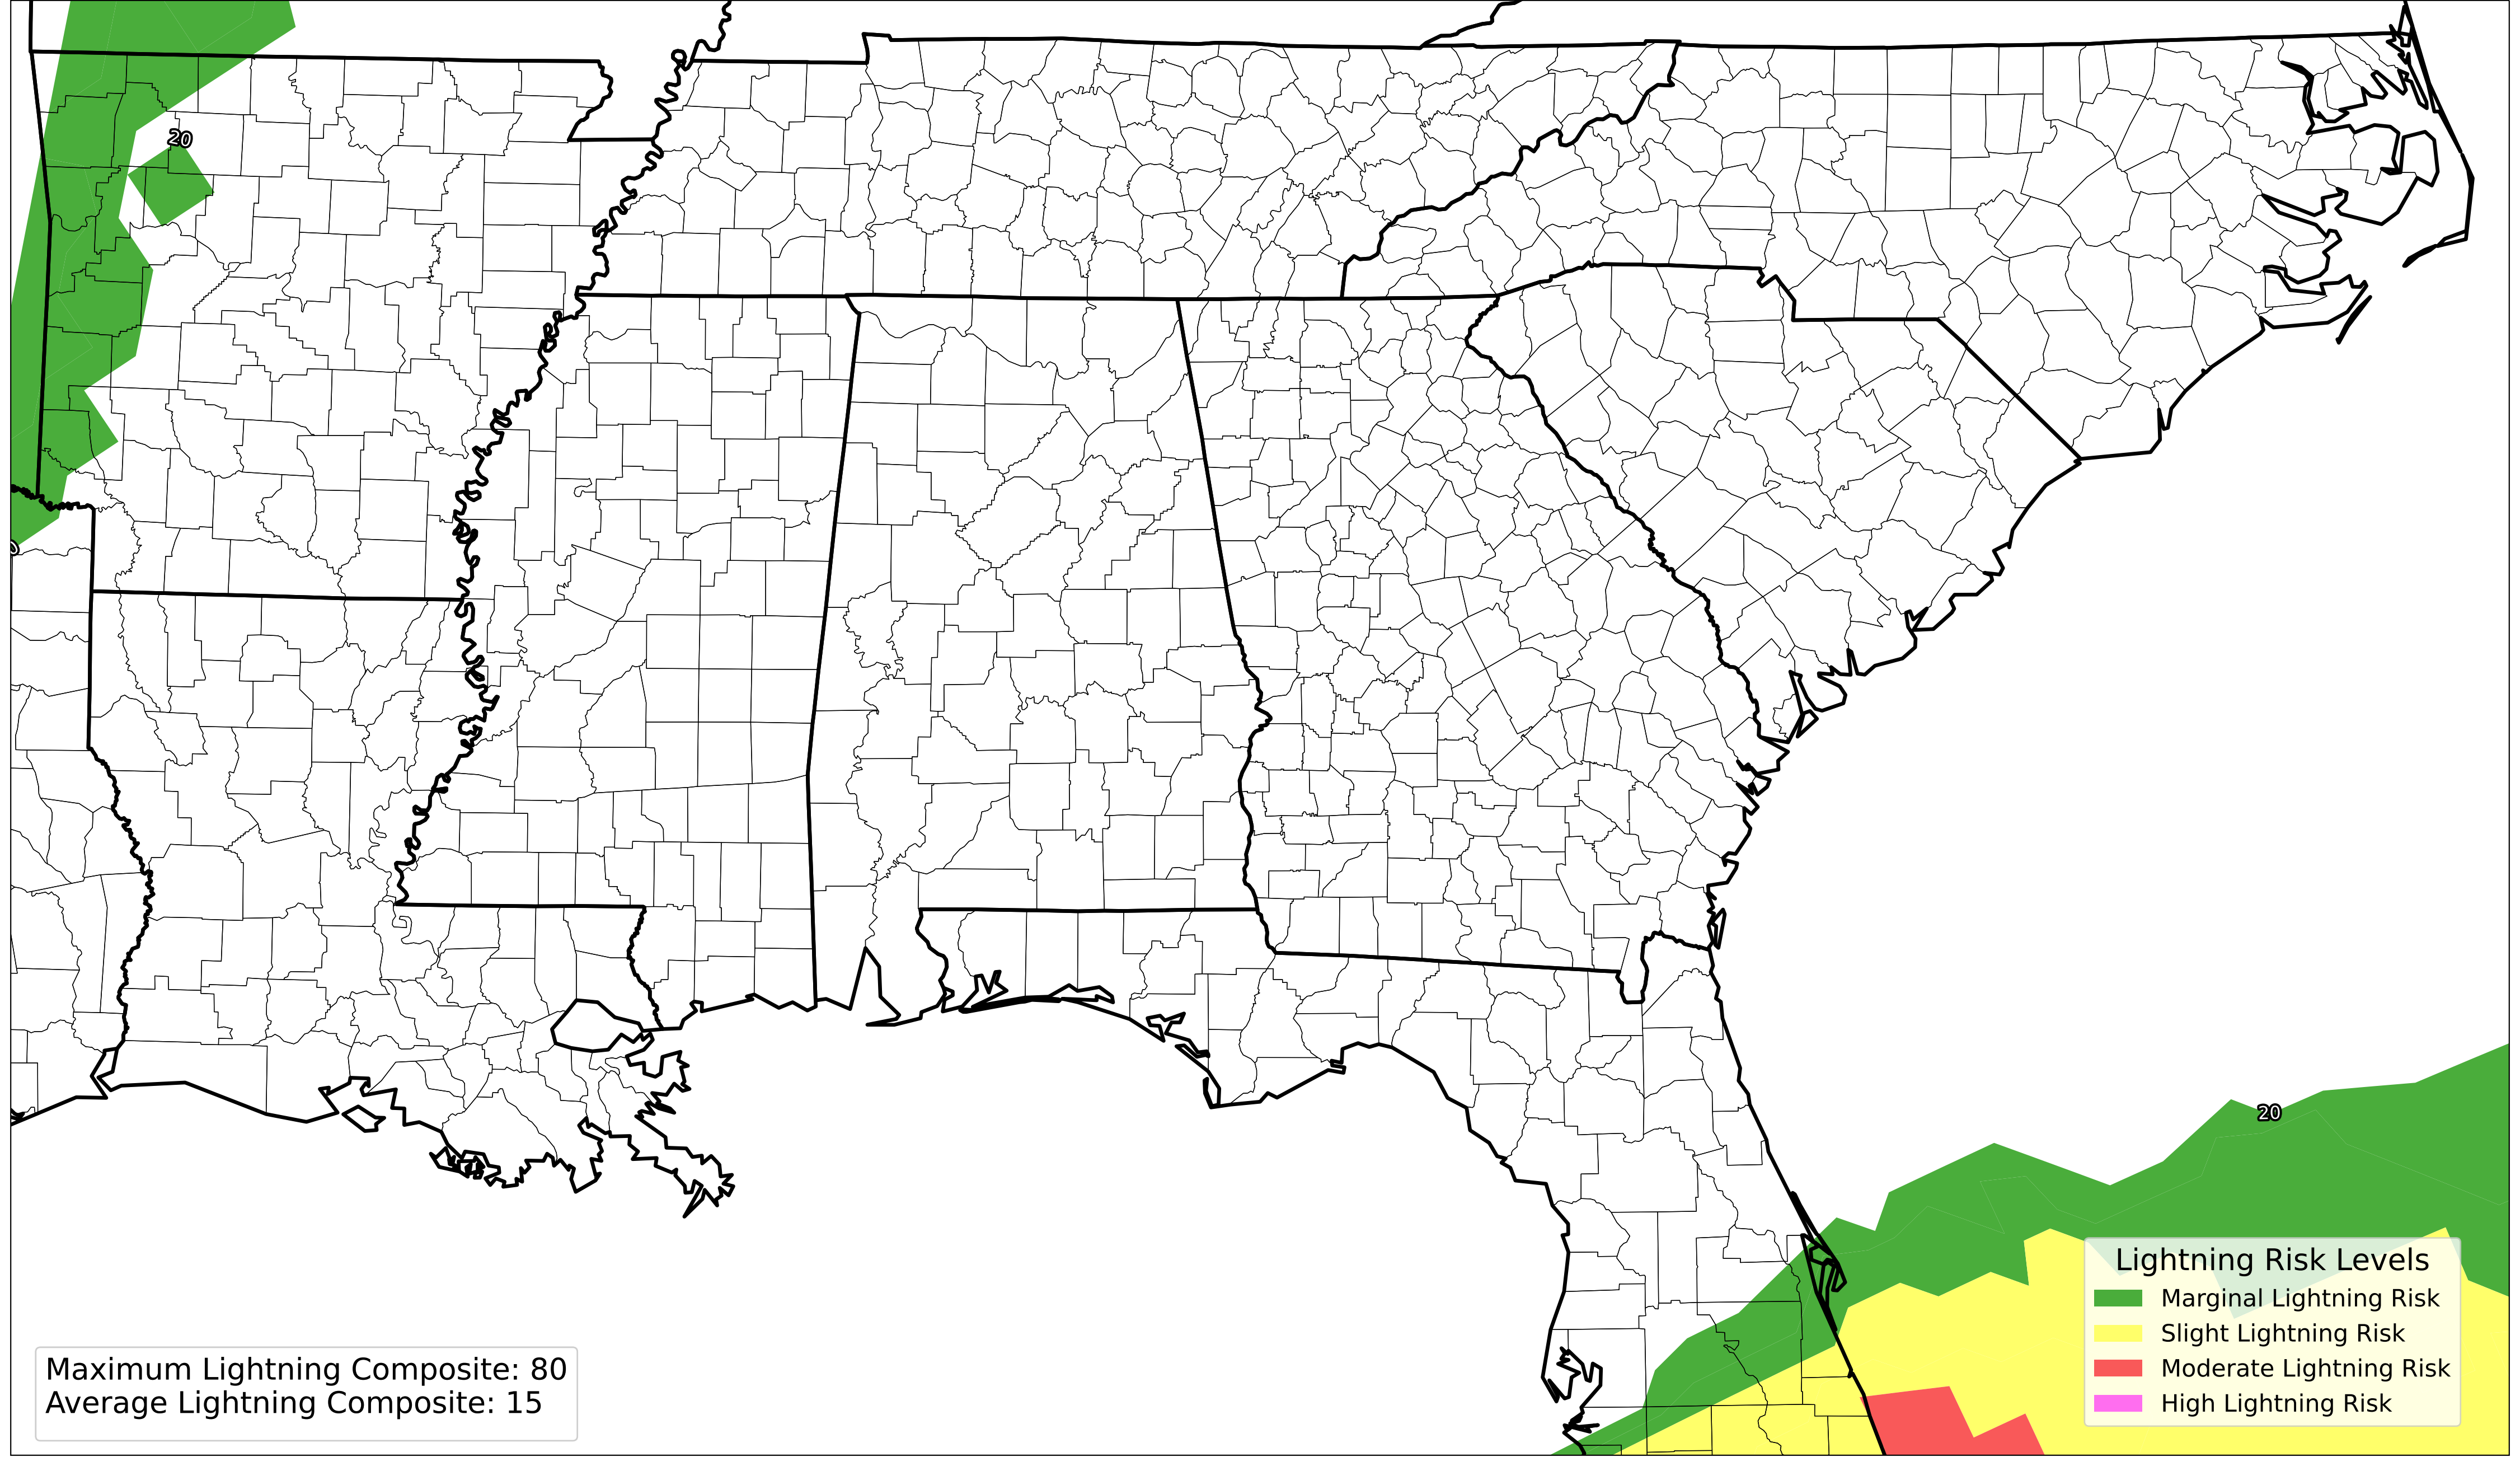 20
20
Lightning Risk Levels
Marginal Lightning Risk
Slight Lightning Risk
Moderate Lightning Risk
High Lightning Risk
Maximum Lightning Composite: 80
Average Lightning Composite: 15